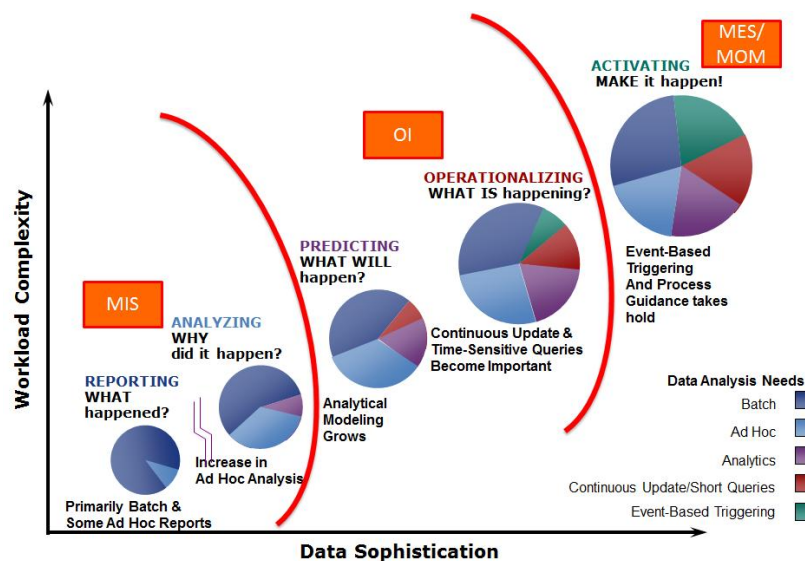 MES/
MOM
ACTIVATING
MAKE it happen!
OI
OPERATIONALIZING
WHAT IS happening?
PREDICTING
WHAT WILL
happen?
Event-Based
Triggering
And Process
Guidance takes
hold
MIS
ANALYZING
WHY
did it happen?
Continuous Update &
Time-Sensitive Queries
Become Important
REPORTING
WHAT
happened?
Analytical
Modeling
Grows
Increase in
Ad Hoc Analysis
Primarily Batch &
Some Ad Hoc Reports
Data Analysis Needs
Batch
Ad Hoc
Analytics
Continuous Update/Short Queries
Event-Based Triggering
Workload Complexity
Data Sophistication